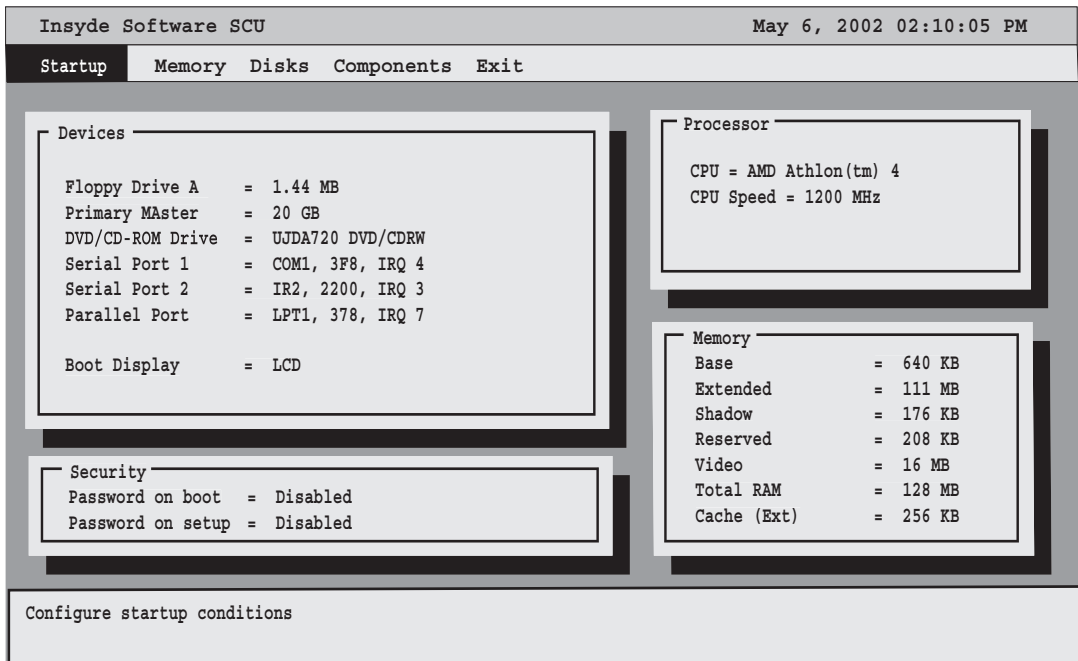 Insyde Software SCU May 6, 2002 02:10:05 PM
Startup Memory Disks Components Exit
Devices
Floppy Drive A = 1.44 MB
Primary MAster = 20 GB
DVD/CD-ROM Drive = UJDA720 DVD/CDRW
Serial Port 1 = COM1, 3F8, IRQ 4
Serial Port 2 = IR2, 2200, IRQ 3
Parallel Port = LPT1, 378, IRQ 7
Boot Display = LCD
Processor
CPU = AMD Athlon(tm) 4
CPU Speed = 1200 MHz
Security
Password on boot = Disabled
Password on setup = Disabled
Memory
Base = 640 KB
Extended = 111 MB
Shadow = 176 KB
Reserved = 208 KB
Video = 16 MB
Total RAM = 128 MB
Cache (Ext) = 256 KB
Configure startup conditions